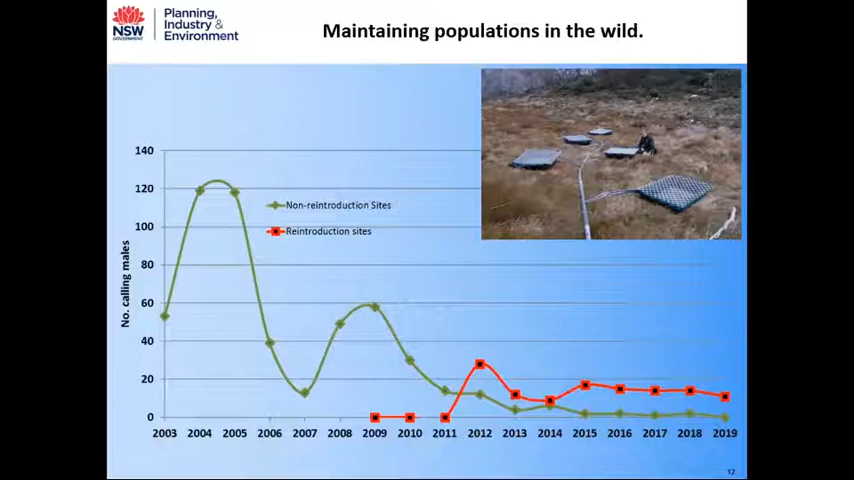 NSW
GOVERNMENT
Planning,
Industry &
Environment
Maintaining populations in the wild.
140
120
100
80
60
40
20
0
No. calling males
Non-reintroduction Sites
Reintroduction sites
2003 2004 2005 2006 2007 2008 2009 2010 2011 2012 2013 2014 2015 2016 2017 2018 2019
12